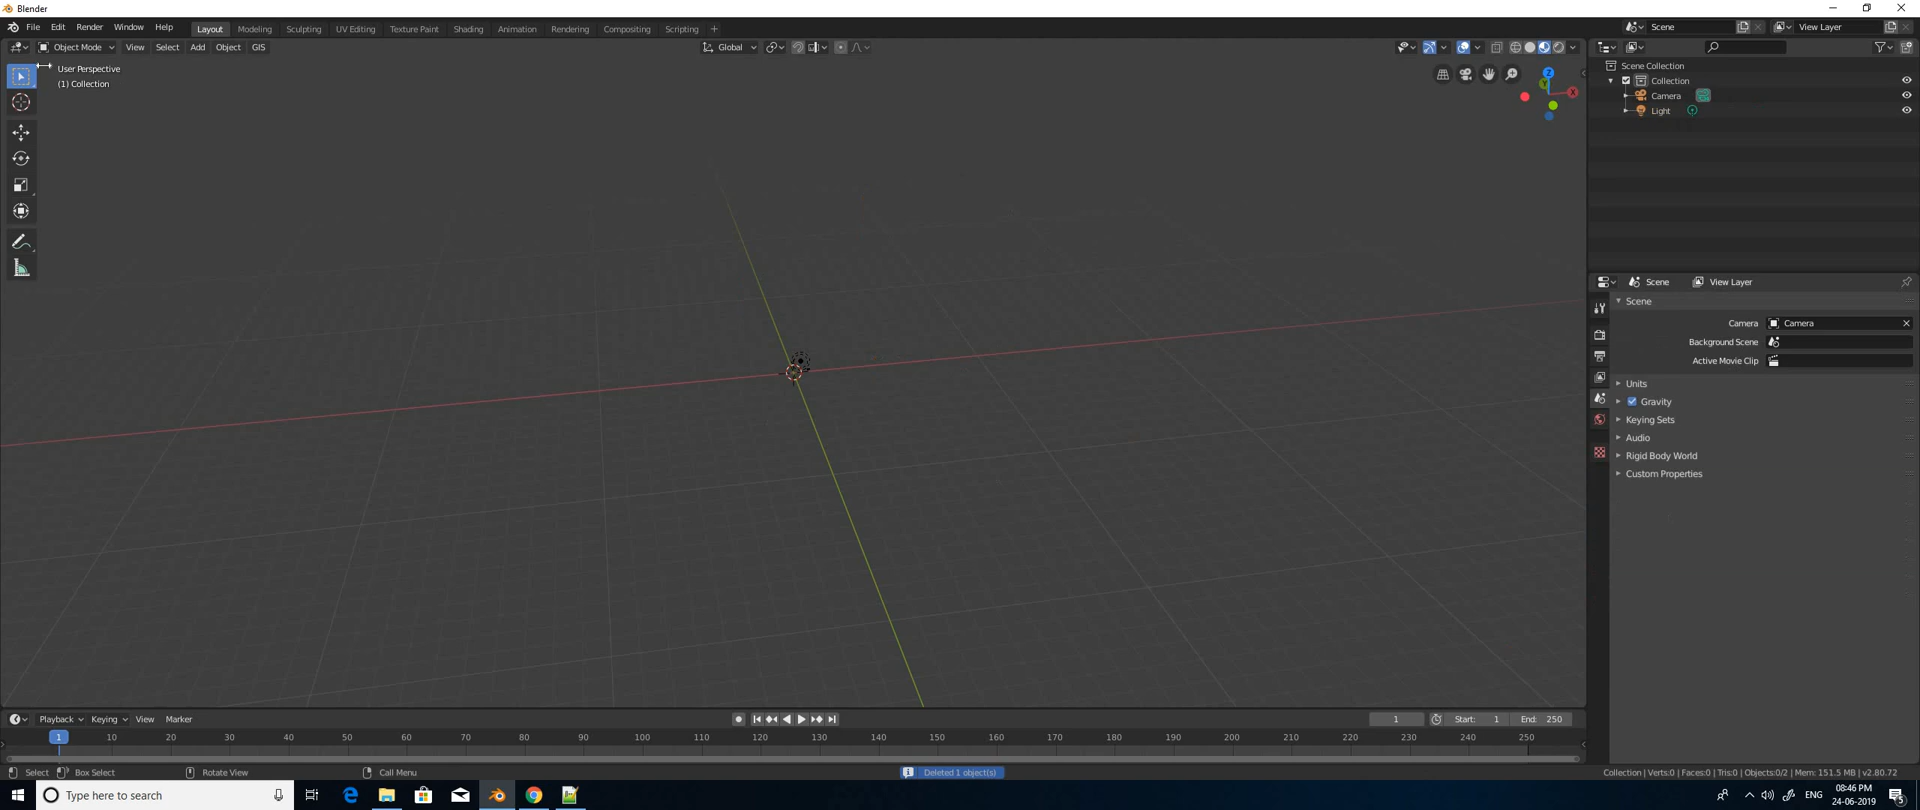 Blender
File Edit Render Window Help Layout Modeling Sculpting UV Editing Texture Paint Shading Animation Rendering Compositing Scripting + Scene View Layer
Object Mode View Select Add Object GIS Global
User Perspective
(1) Collection
Z
Y
X
Scene Collection
Collection
Camera
Light
Scene View Layer
Scene
Camera Camera
Background Scene
Active Movie Clip
Units
Gravity
Keying Sets
Audio
Rigid Body World
Custom Properties
Playback Keying View Marker 1 Start: 1 End: 250
1 10 20 30 40 50 60 70 80 90 100 110 120 130 140 150 160 170 180 190 200 210 220 230 240 250
Select Box Select Rotate View Call Menu Deleted 1 object(s) Collection | Verts:0 | Faces:0 | Tris:0 | Objects:0/2 | Mem: 151.5 MB | v2.80.72
Type here to search ENG 08:46 PM
24-06-2019
5